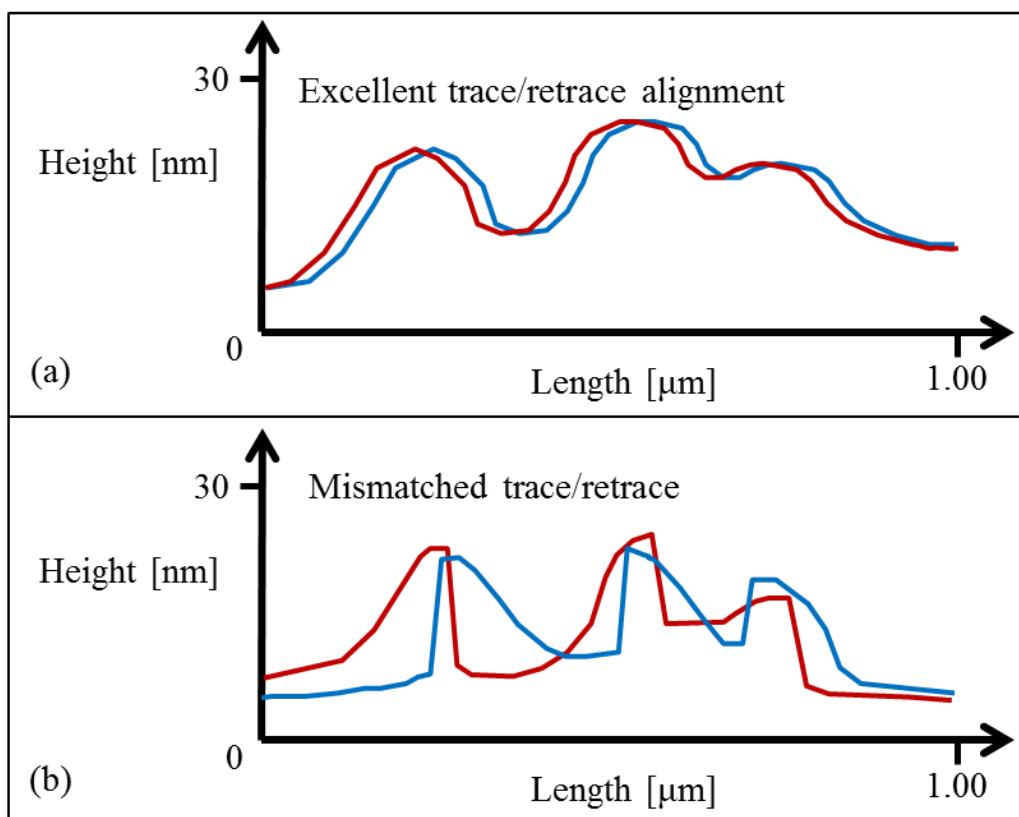 30
Excellent trace/retrace alignment
Height [nm]
0
(a)
Length [μm]
1.00
30
Mismatched trace/retrace
Height [nm]
0
(b)
Length [μm]
1.00